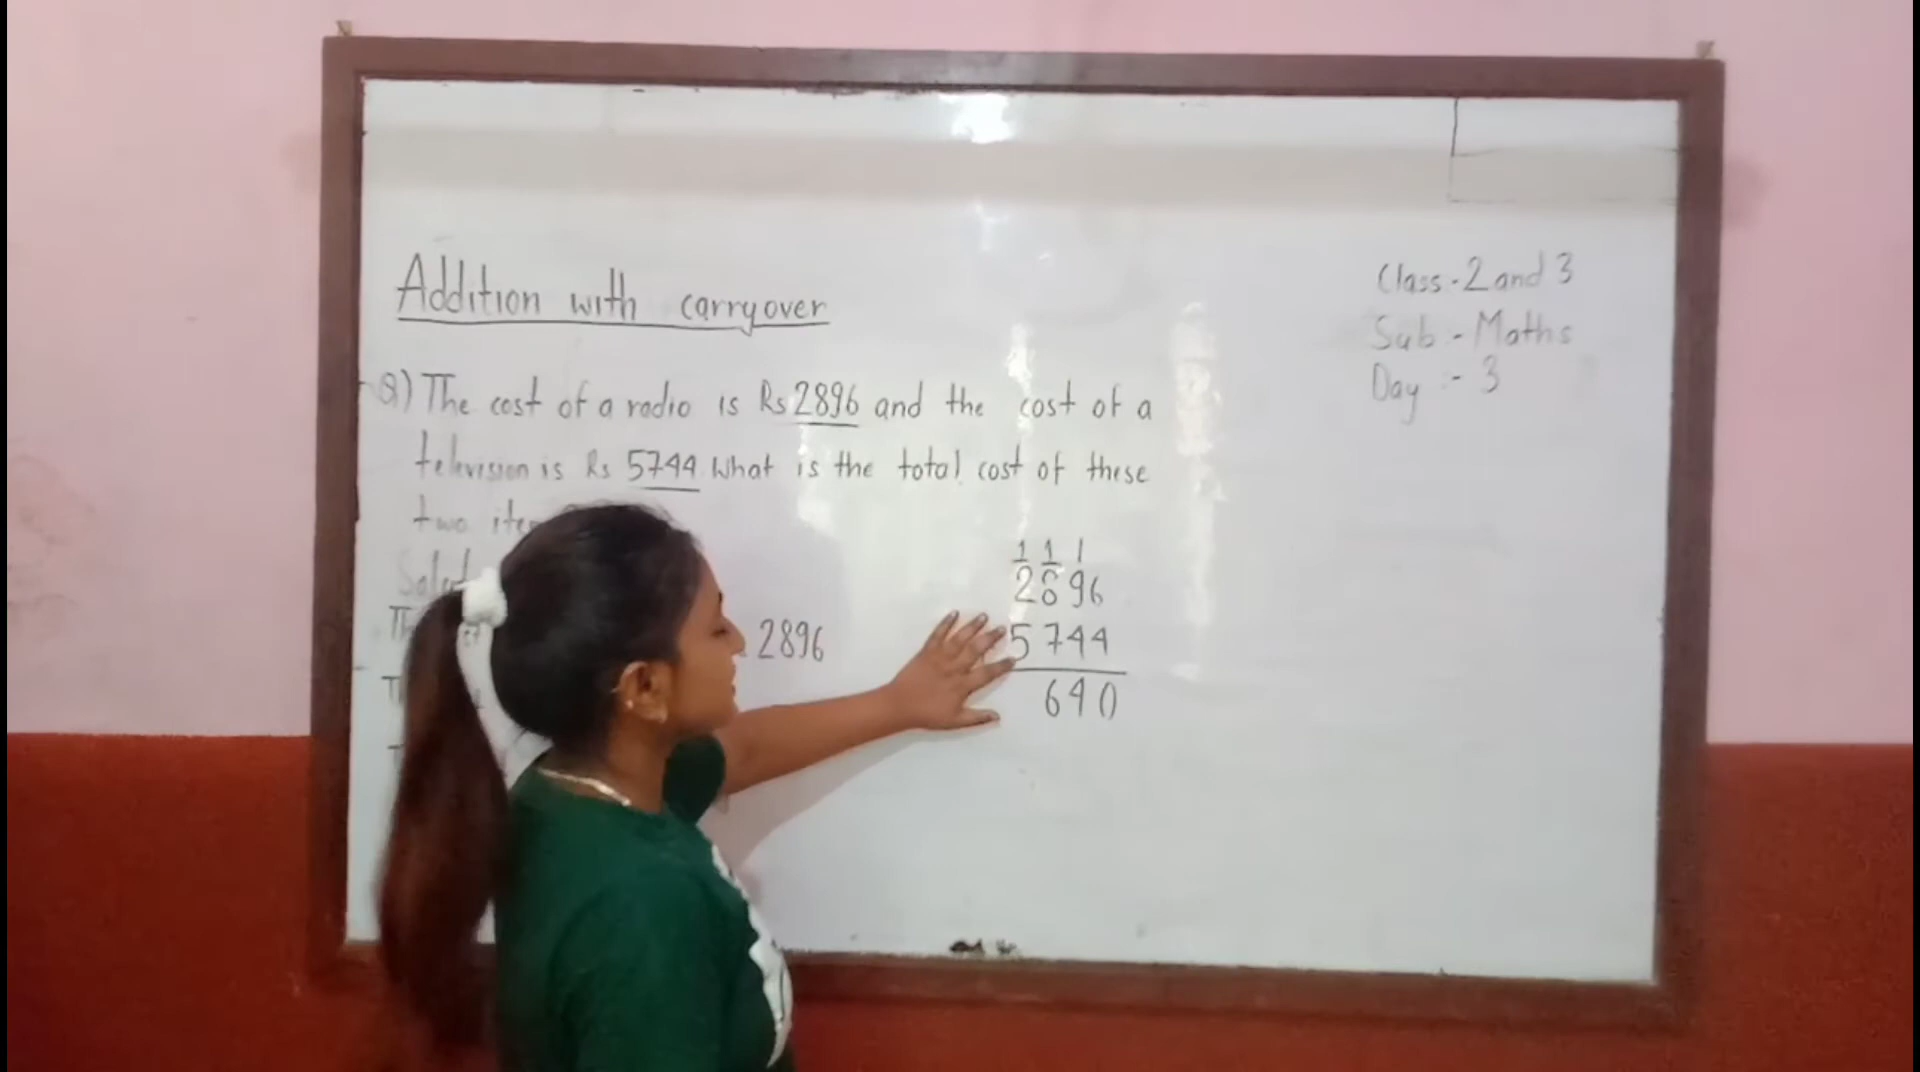 Addition with carryover
Class - 2 and 3
Sub - Maths
Day :- 3
Q) The cost of a radio is Rs 2896 and the cost of a
television is Rs 5744 What is the total cost of these
two
1 1 1
2896
2896
5744
640